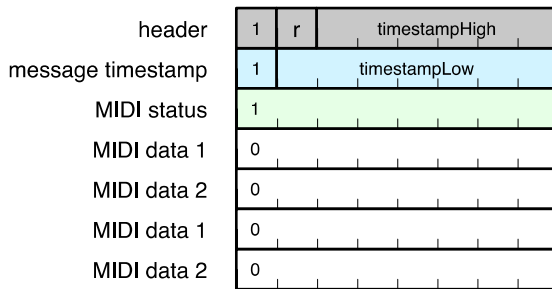 header 1 r timestampHigh
message timestamp 1 timestampLow
MIDI status 1
MIDI data 1 0
MIDI data 2 0
MIDI data 1 0
MIDI data 2 0